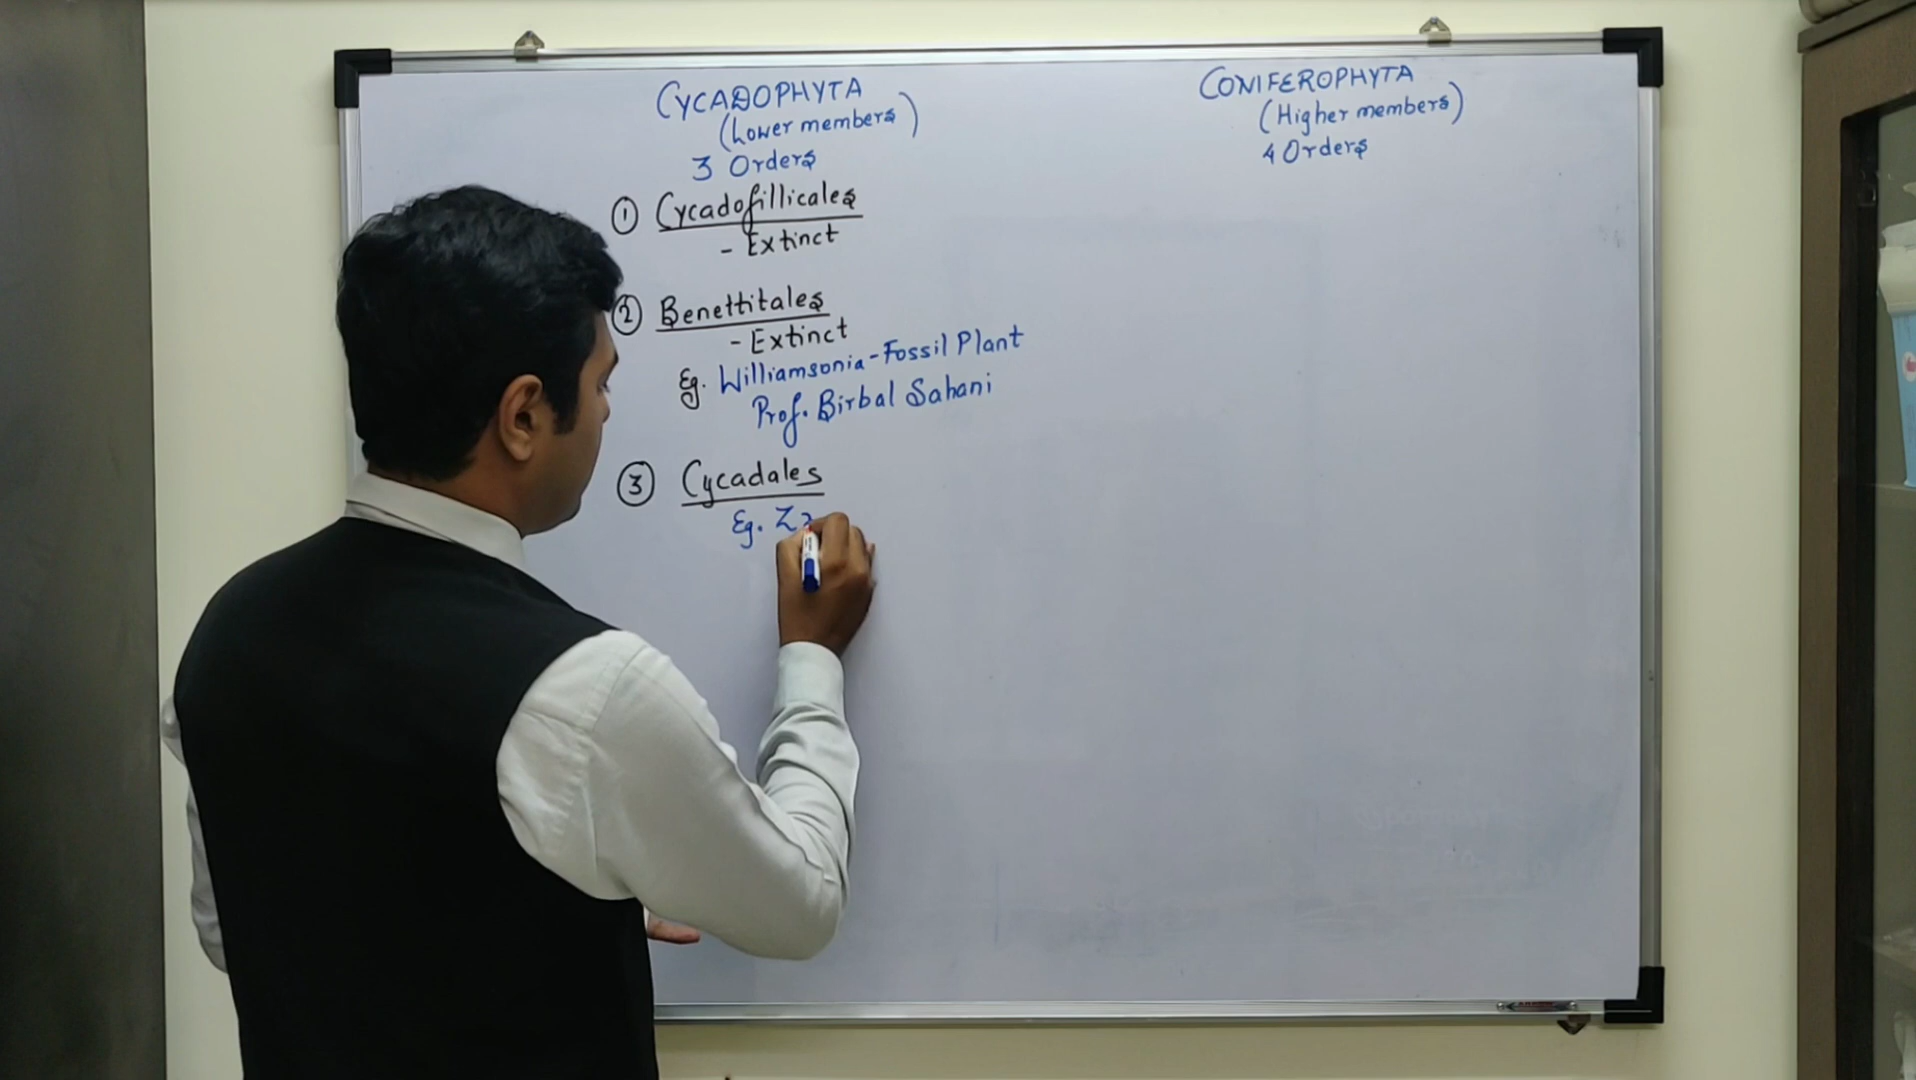 CYCADOPHYTA
(Lower members)
3 Orders
① Cycadofillicales
- Extinct
② Benettitales
- Extinct
Eg. Williamsonia - Fossil Plant
Prof. Birbal Sahani
③ Cycadales
Eg. Z
CONIFEROPHYTA
(Higher members)
4 Orders